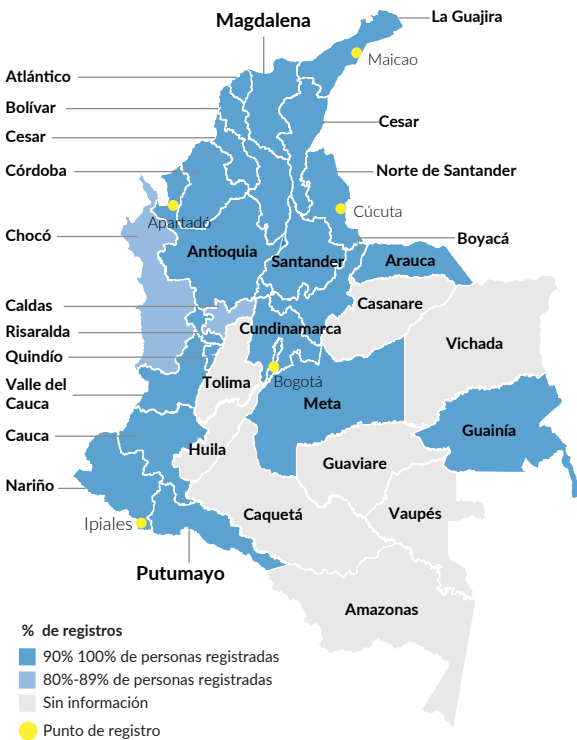 Magdalena
La Guajira
Maicao
Atlántico
Bolívar
Cesar
Cesar
Córdoba
Norte de Santander
Cúcuta
Apartadó
Chocó
Boyacá
Antioquia
Santander
Arauca
Caldas
Casanare
Risaralda
Cundinamarca
Vichada
Quindío
Tolima
Bogotá
Valle del
Cauca
Meta
Cauca
Guainía
Huila
Guaviare
Nariño
Caquetá
Vaupés
Ipiales
Putumayo
Amazonas
% de registros
90% 100% de personas registradas
80%-89% de personas registradas
Sin información
Punto de registro